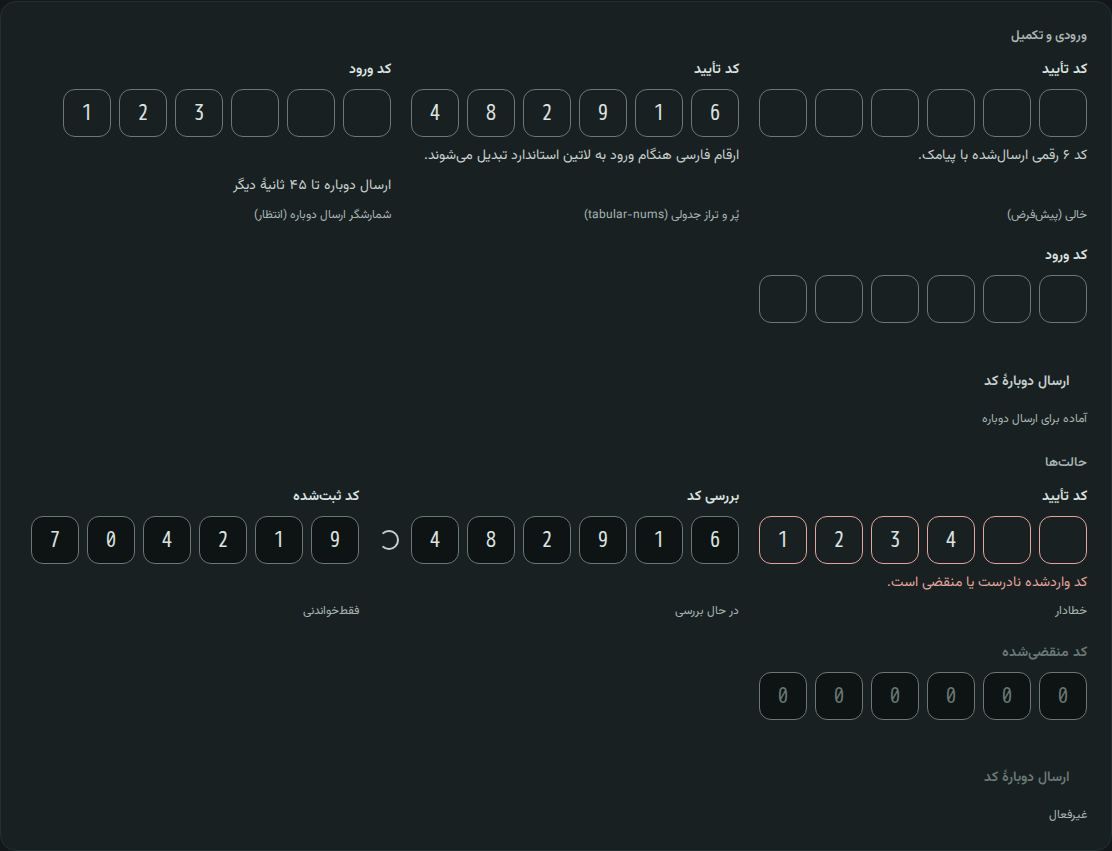 ورودی و تکمیل
کد تأیید
کد ۶ رقمی ارسال‌شده با پیامک.
خالی (پیش‌فرض)
کد تأیید
4 8 2 9 1 6
ارقام فارسی هنگام ورود به لاتین استاندارد تبدیل می‌شوند.
پُر و تراز جدولی (tabular-nums)
کد ورود
1 2 3
ارسال دوباره تا ۴۵ ثانیهٔ دیگر
شمارشگر ارسال دوباره (انتظار)
کد ورود
ارسال دوبارهٔ کد
آماده برای ارسال دوباره
حالت‌ها
کد تأیید
1 2 3 4
کد واردشده نادرست یا منقضی است.
خطادار
بررسی کد
4 8 2 9 1 6
در حال بررسی
کد ثبت‌شده
7 0 4 2 1 9
فقط‌خواندنی
کد منقضی‌شده
0 0 0 0 0 0
ارسال دوبارهٔ کد
غیرفعال